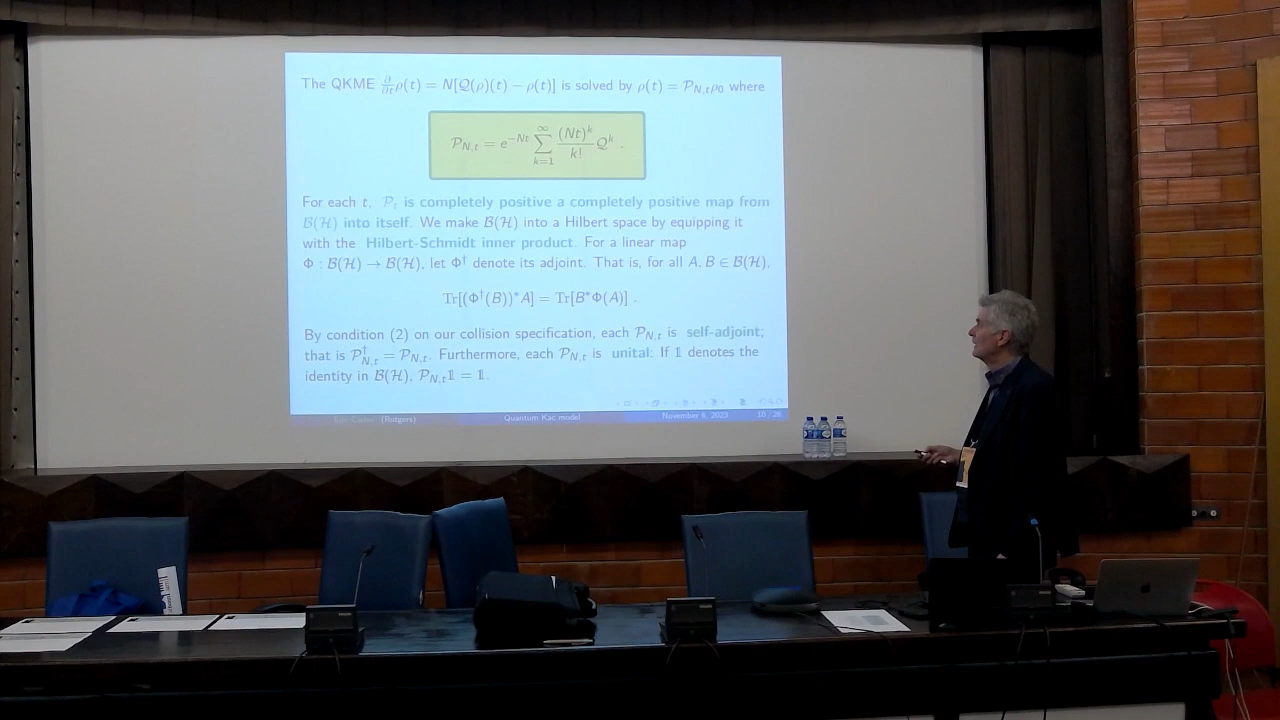 The QKME ∂/∂t ρ(t) = N[𝒬(ρ)(t) − ρ(t)] is solved by ρ(t) = 𝒫_{N,t}ρ₀ where
𝒫_{N,t} = e^{−Nt} ∑_{k=1}^{∞} (Nt)^k / k! 𝒬^k .
For each t, 𝒫_t is completely positive a completely positive map from
ℬ(ℋ) into itself. We make ℬ(ℋ) into a Hilbert space by equipping it
with the Hilbert-Schmidt inner product. For a linear map
Φ : ℬ(ℋ) → ℬ(ℋ), let Φ† denote its adjoint. That is, for all A, B ∈ ℬ(ℋ),
Tr[(Φ†(B))*A] = Tr[B*Φ(A)] .
By condition (2) on our collision specification, each 𝒫_{N,t} is self-adjoint;
that is 𝒫†_{N,t} = 𝒫_{N,t}. Furthermore, each 𝒫_{N,t} is unital: If 𝟙 denotes the
identity in ℬ(ℋ), 𝒫_{N,t}𝟙 = 𝟙.
(Rutgers) Quantum Kac model November 6, 2023 10 / 26